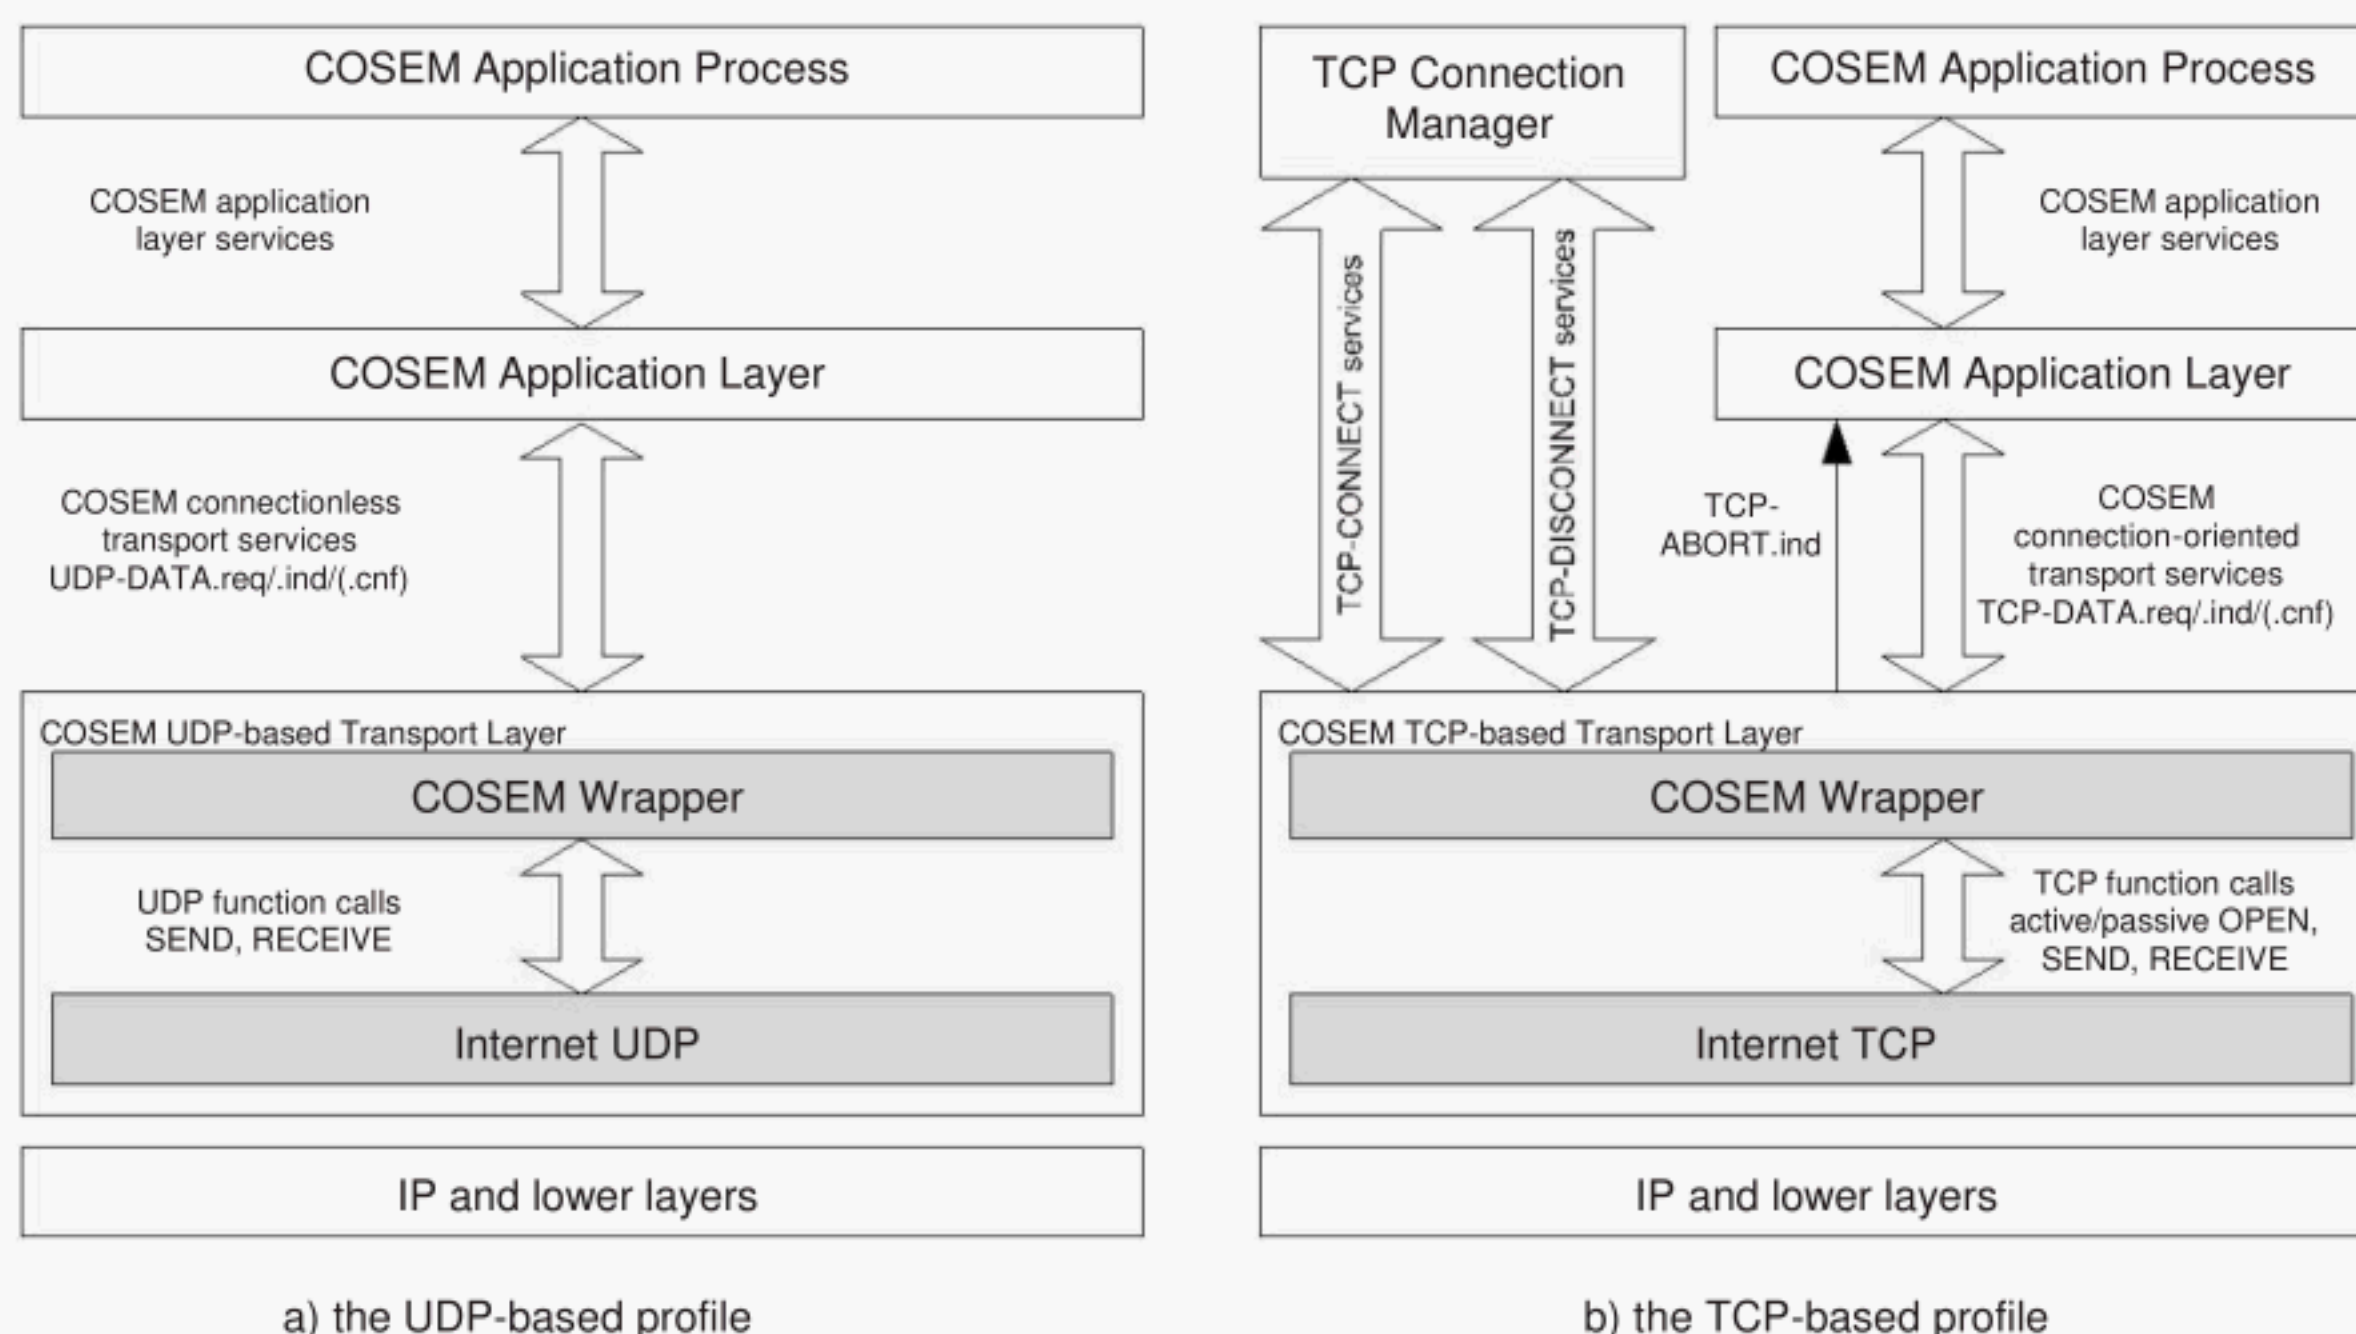 COSEM Application Process
COSEM application
layer services
COSEM Application Layer
COSEM connectionless
transport services
UDP-DATA.req/.ind/(.cnf)
COSEM UDP-based Transport Layer
COSEM Wrapper
UDP function calls
SEND, RECEIVE
Internet UDP
IP and lower layers
a) the UDP-based profile
TCP Connection
Manager
COSEM Application Process
TCP-CONNECT services
TCP-DISCONNECT services
COSEM application
layer services
COSEM Application Layer
TCP-
ABORT.ind
COSEM
connection-oriented
transport services
TCP-DATA.req/.ind/(.cnf)
COSEM TCP-based Transport Layer
COSEM Wrapper
TCP function calls
active/passive OPEN,
SEND, RECEIVE
Internet TCP
IP and lower layers
b) the TCP-based profile